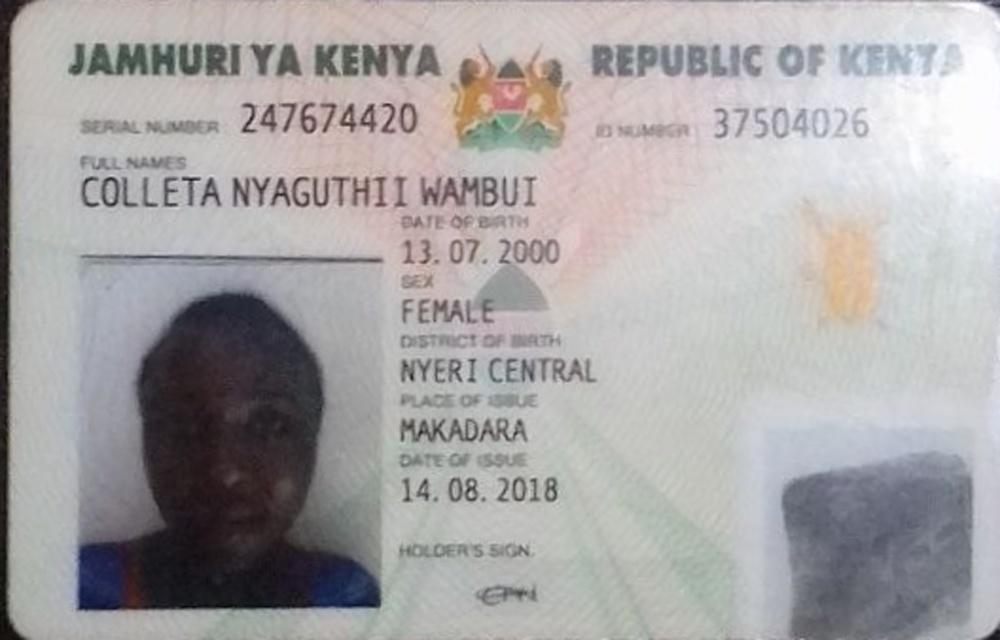 JAMHURI YA KENYA REPUBLIC OF KENYA
SERIAL NUMBER 247674420 ID NUMBER 37504026
FULL NAMES
COLLETA NYAGUTHII WAMBUI
DATE OF BIRTH
13. 07. 2000
SEX
FEMALE
DISTRICT OF BIRTH
NYERI CENTRAL
PLACE OF ISSUE
MAKADARA
DATE OF ISSUE
14. 08. 2018
HOLDER'S SIGN.